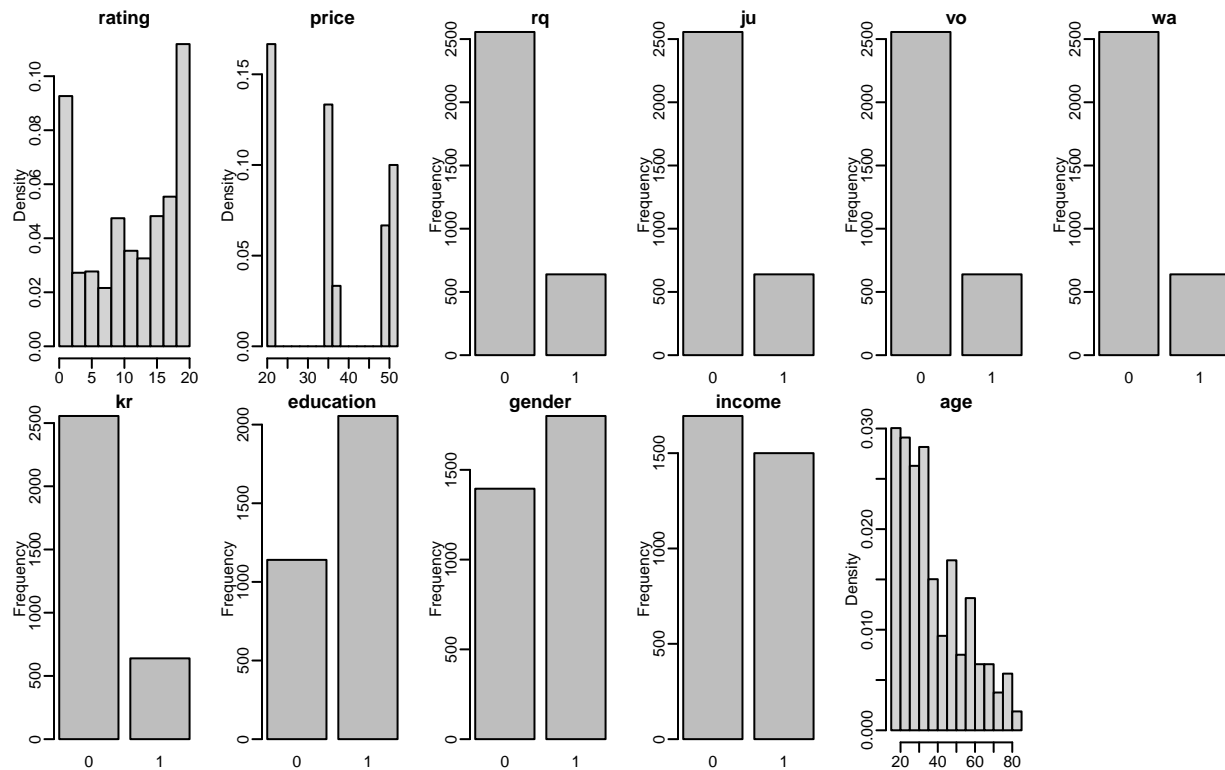 rating
Density
0.00 0.02 0.04 0.06 0.08 0.10
0 5 10 15 20
price
Density
0.00 0.05 0.10 0.15
20 30 40 50
rq
Frequency
0 500 1000 1500 2000 2500
0 1
ju
Frequency
0 500 1000 1500 2000 2500
0 1
vo
Frequency
0 500 1000 1500 2000 2500
0 1
wa
Frequency
0 500 1000 1500 2000 2500
0 1
kr
Frequency
0 500 1000 1500 2000 2500
0 1
education
Frequency
0 500 1000 1500 2000
0 1
gender
Frequency
0 500 1000 1500
0 1
income
Frequency
0 500 1000 1500
0 1
age
Density
0.000 0.010 0.020 0.030
20 40 60 80